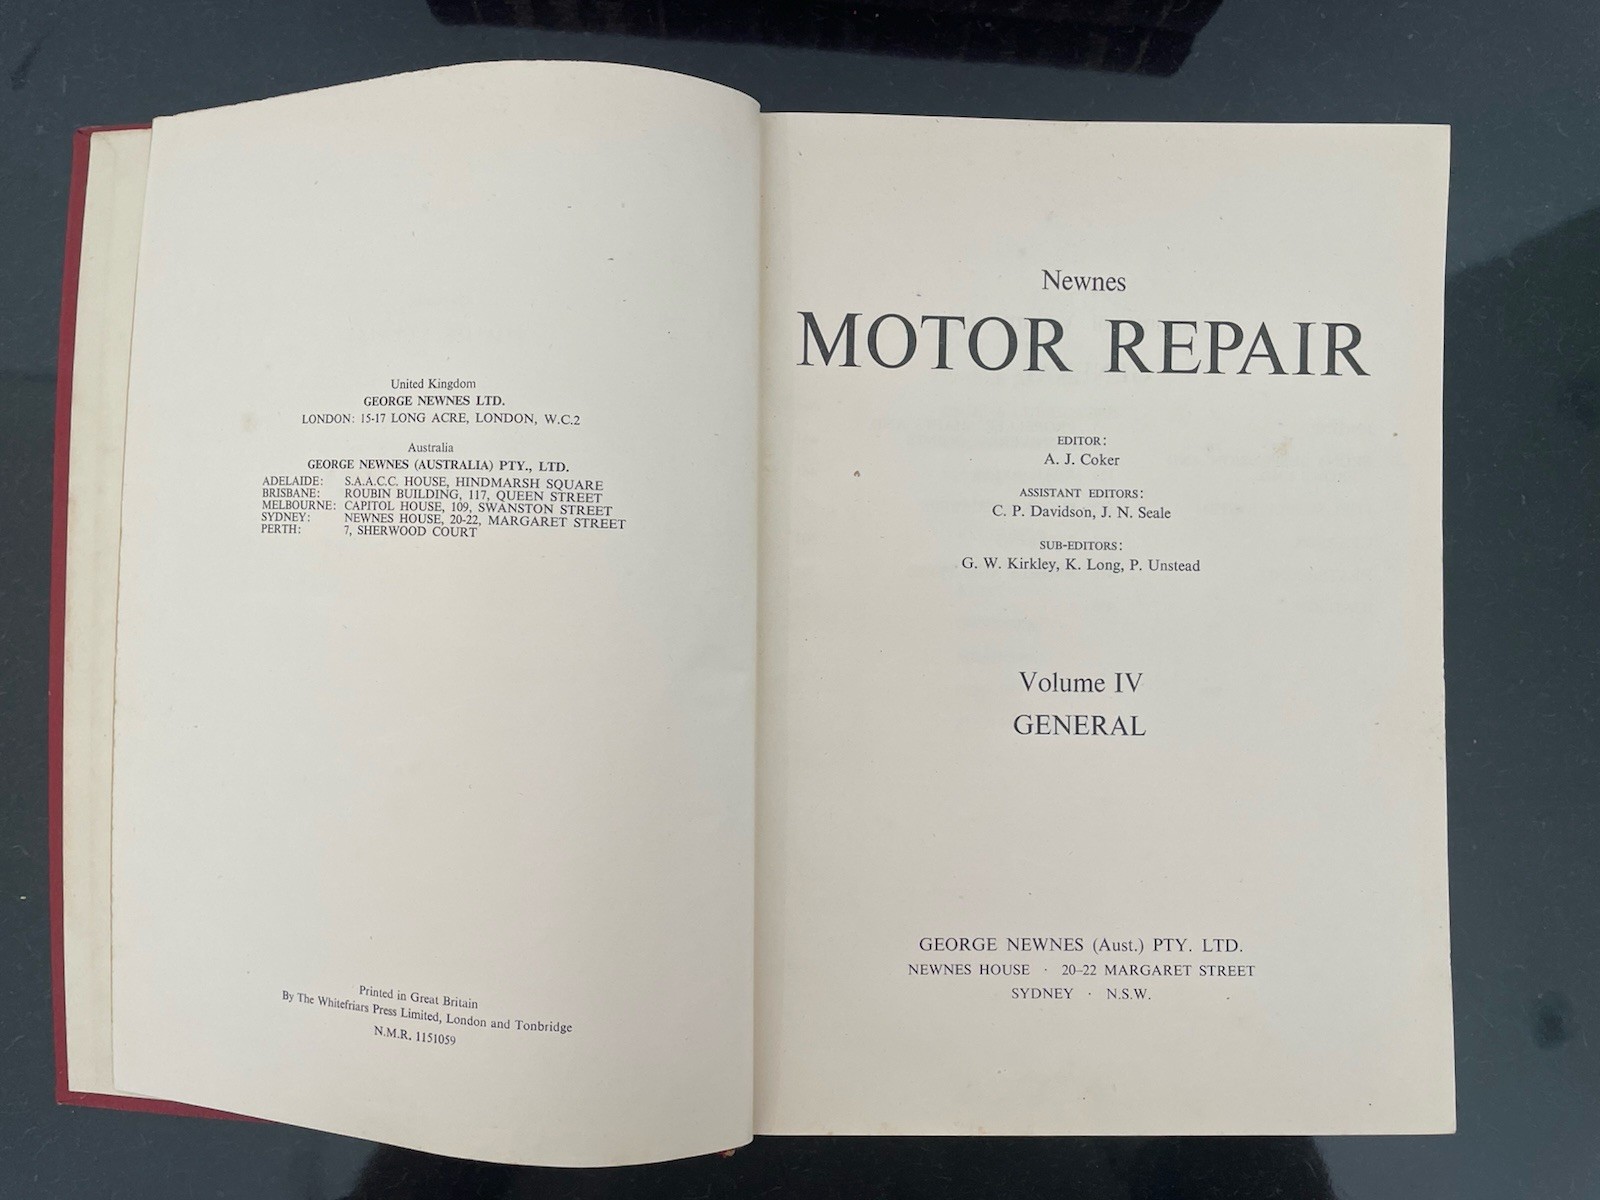 United Kingdom
GEORGE NEWNES LTD.
LONDON: 15-17 LONG ACRE, LONDON, W.C.2
Australia
GEORGE NEWNES (AUSTRALIA) PTY., LTD.
ADELAIDE: S.A.A.C.C. HOUSE, HINDMARSH SQUARE
BRISBANE: ROUBIN BUILDING, 117, QUEEN STREET
MELBOURNE: CAPITOL HOUSE, 109, SWANSTON STREET
SYDNEY: NEWNES HOUSE, 20-22, MARGARET STREET
PERTH: 7, SHERWOOD COURT
Printed in Great Britain
By The Whitefriars Press Limited, London and Tonbridge
N.M.R. 1151059
Newnes
MOTOR REPAIR
EDITOR:
A. J. Coker
ASSISTANT EDITORS:
C. P. Davidson, J. N. Seale
SUB-EDITORS:
G. W. Kirkley, K. Long, P. Unstead
Volume IV
GENERAL
GEORGE NEWNES (Aust.) PTY. LTD.
NEWNES HOUSE · 20–22 MARGARET STREET
SYDNEY · N.S.W.